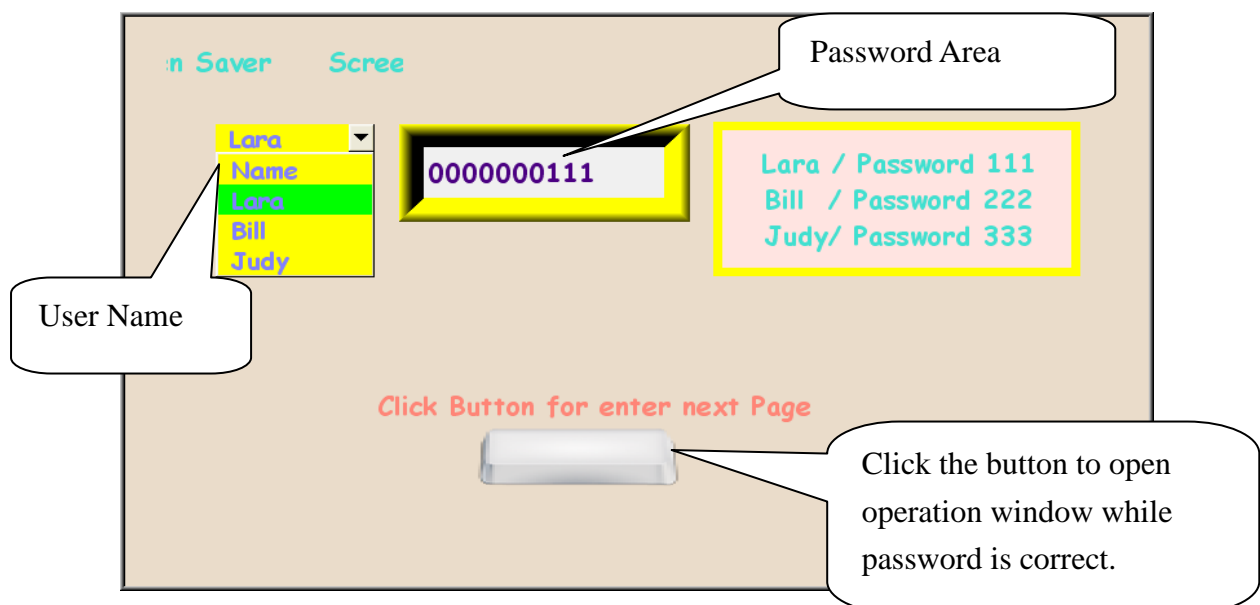 :n Saver Scree
Password Area
Lara
Name
Lara
Bill
Judy
0000000111
Lara / Password 111
Bill / Password 222
Judy/ Password 333
User Name
Click Button for enter next Page
Click the button to open
operation window while
password is correct.